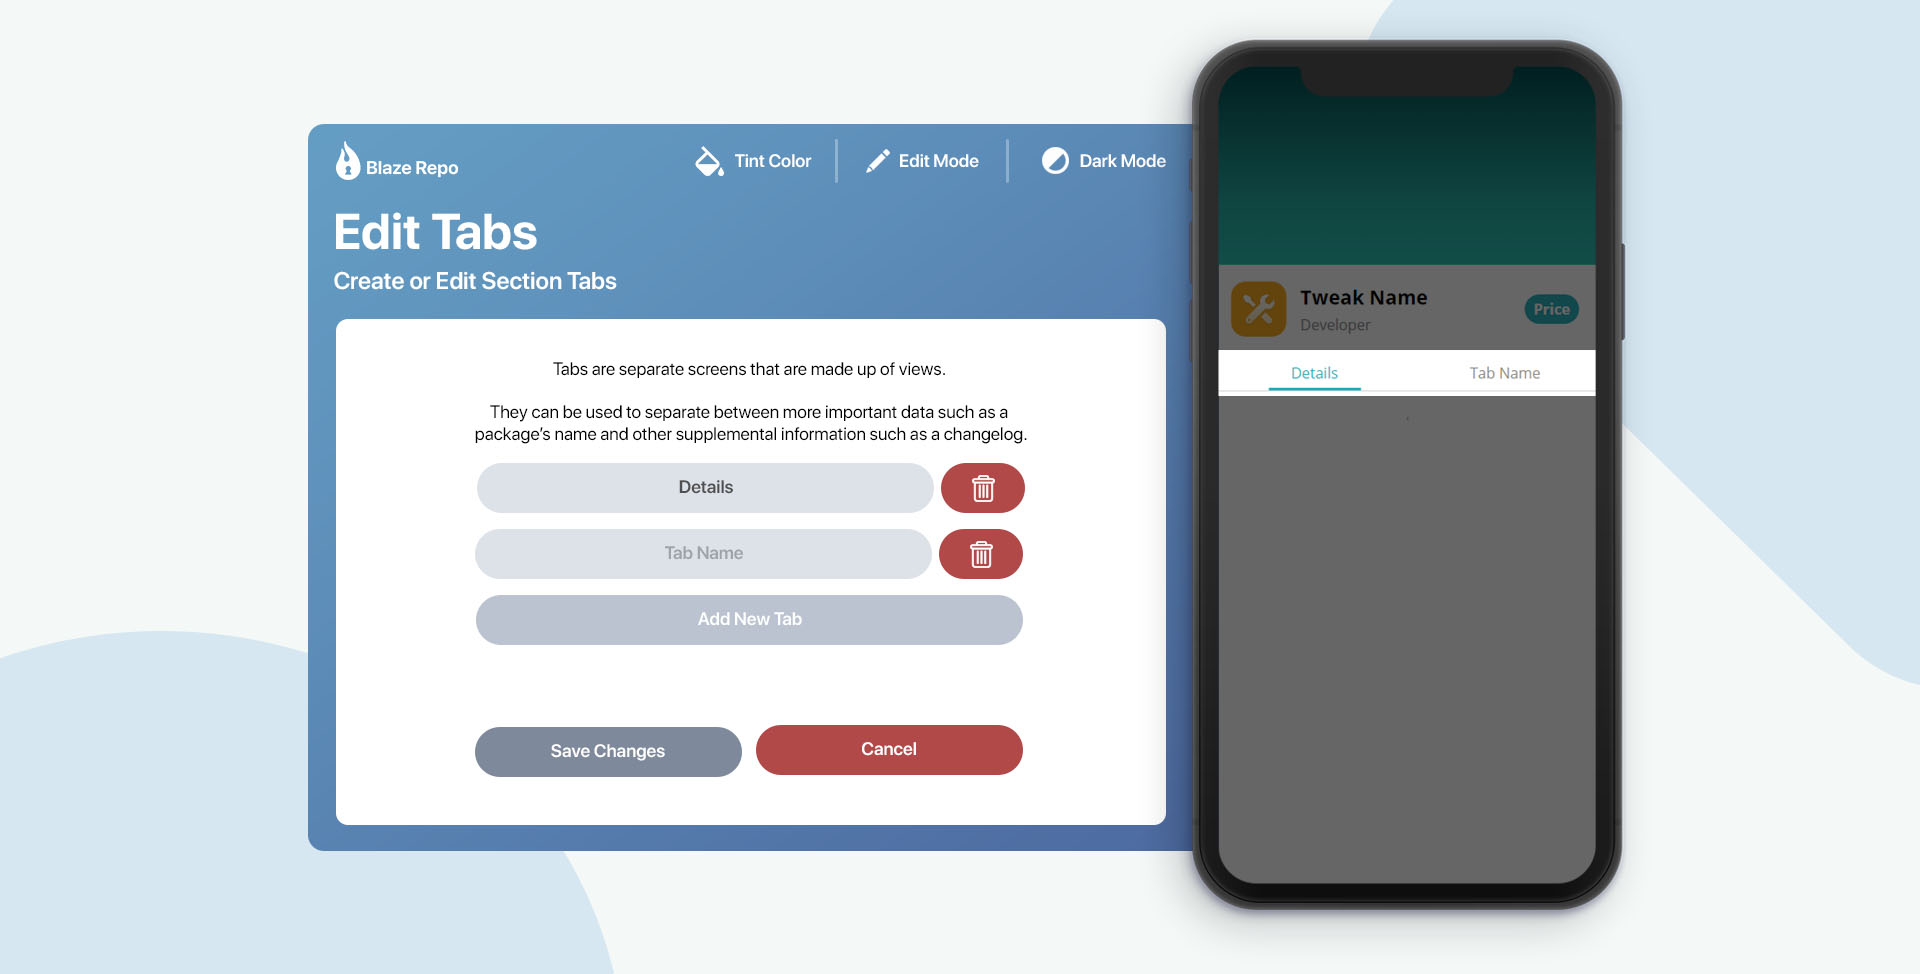 Blaze Repo
Tint Color
Edit Mode
Dark Mode
Edit Tabs
Create or Edit Section Tabs
Tabs are separate screens that are made up of views.
They can be used to separate between more important data such as a
package's name and other supplemental information such as a changelog.
Details
Tab Name
Add New Tab
Save Changes
Cancel
Tweak Name
Developer
Price
Details
Tab Name